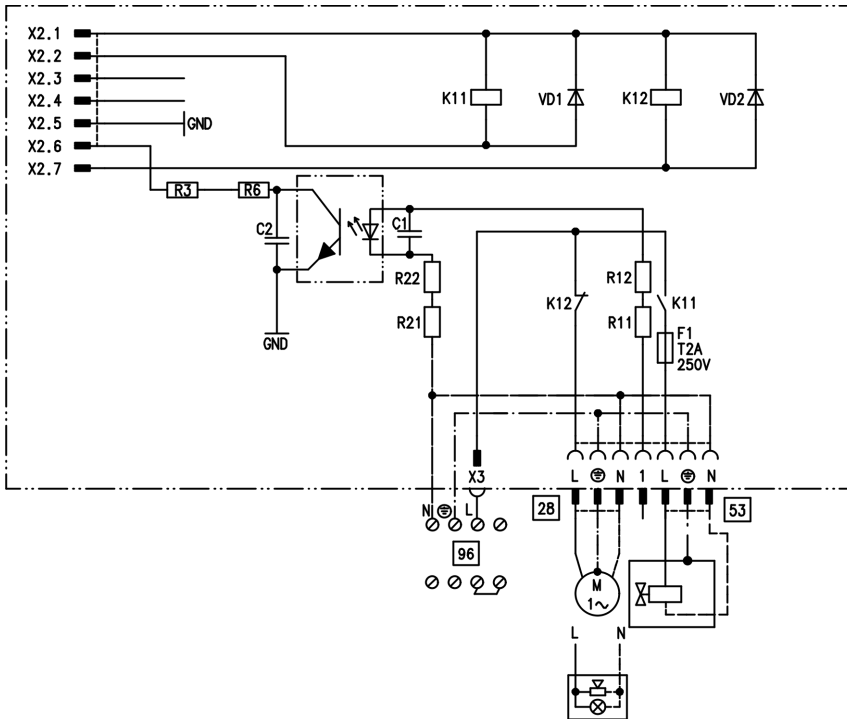 X2.1
X2.2
X2.3
X2.4
X2.5 GND
X2.6
X2.7
K11 VD1 K12 VD2
R3 R6
C2 C1
R22 R12
K12 K11
R21 R11
F1
T2A
250V
GND
X3 L N 1 L N
N L
28 53
96
M
1~
L N